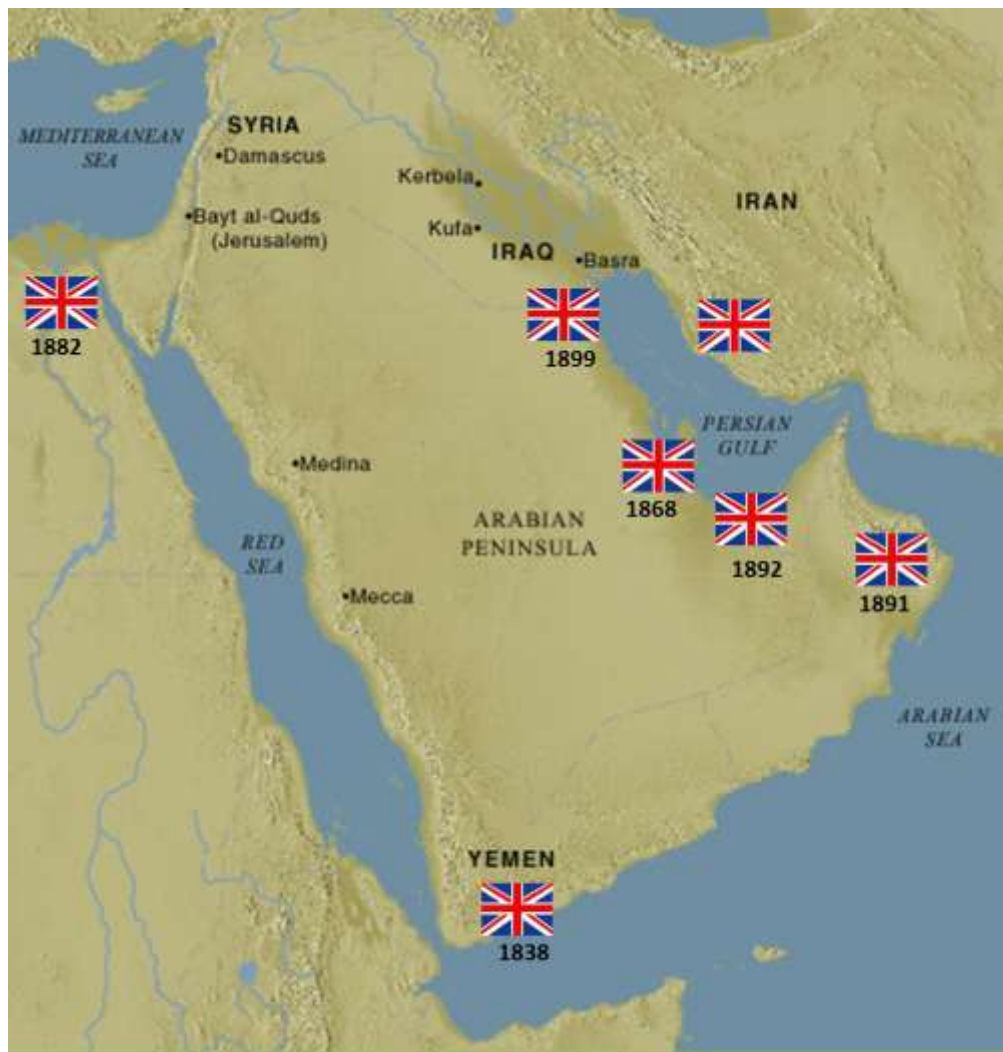 SYRIA
MEDITERRANEAN
SEA
Damascus
Kerbela
IRAN
Bayt al-Quds
(Jerusalem)
Kufa
IRAQ
Basra
1882
1899
PERSIAN
GULF
Medina
1868
ARABIAN
PENINSULA
RED
SEA
1892
Mecca
1891
ARABIAN
SEA
YEMEN
1838